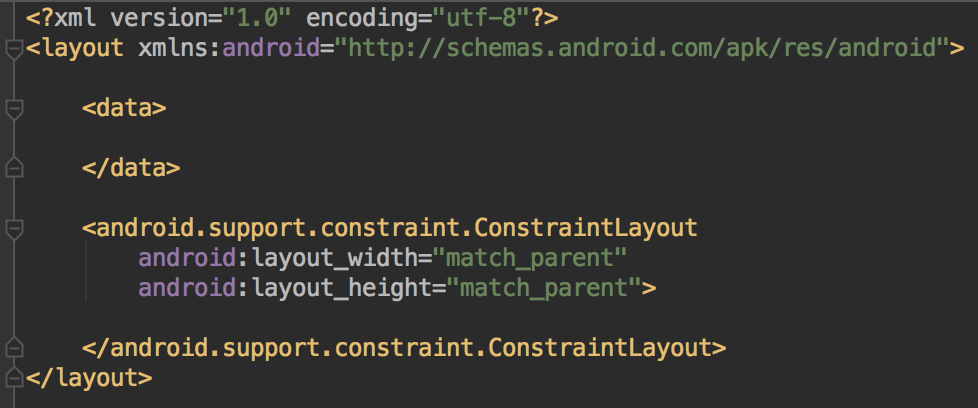 <?xml version="1.0" encoding="utf-8"?>
<layout xmlns:android="http://schemas.android.com/apk/res/android">
<data>
</data>
<android.support.constraint.ConstraintLayout
android:layout_width="match_parent"
android:layout_height="match_parent">
</android.support.constraint.ConstraintLayout>
</layout>